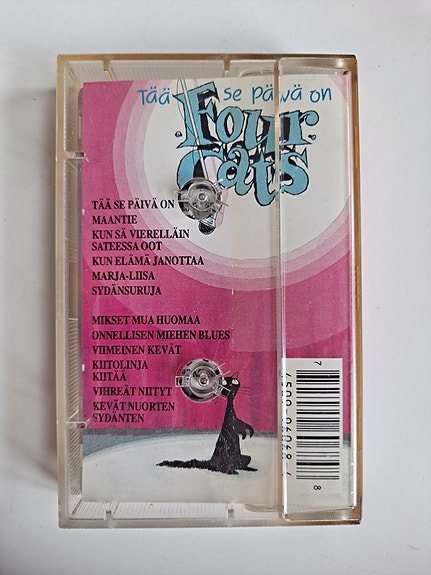 TÄÄ SE PÄIVÄ ON
Four
Cats
TÄÄ SE PÄIVÄ ON
MAANTIE
KUN SÄ VIERELLÄIN
SATEESSA OOT
KUN ELÄMÄ JANOTTAA
MARJA-LIISA
SYDÄNSURUJA
MIKSET MUA HUOMAA
ONNELLISEN MIEHEN BLUES
VIIMEINEN KEVÄT
KIITOLINJA
KIITÄÄ
VIHREÄT NIITYT
KEVÄT NUORTEN
SYDÄNTEN